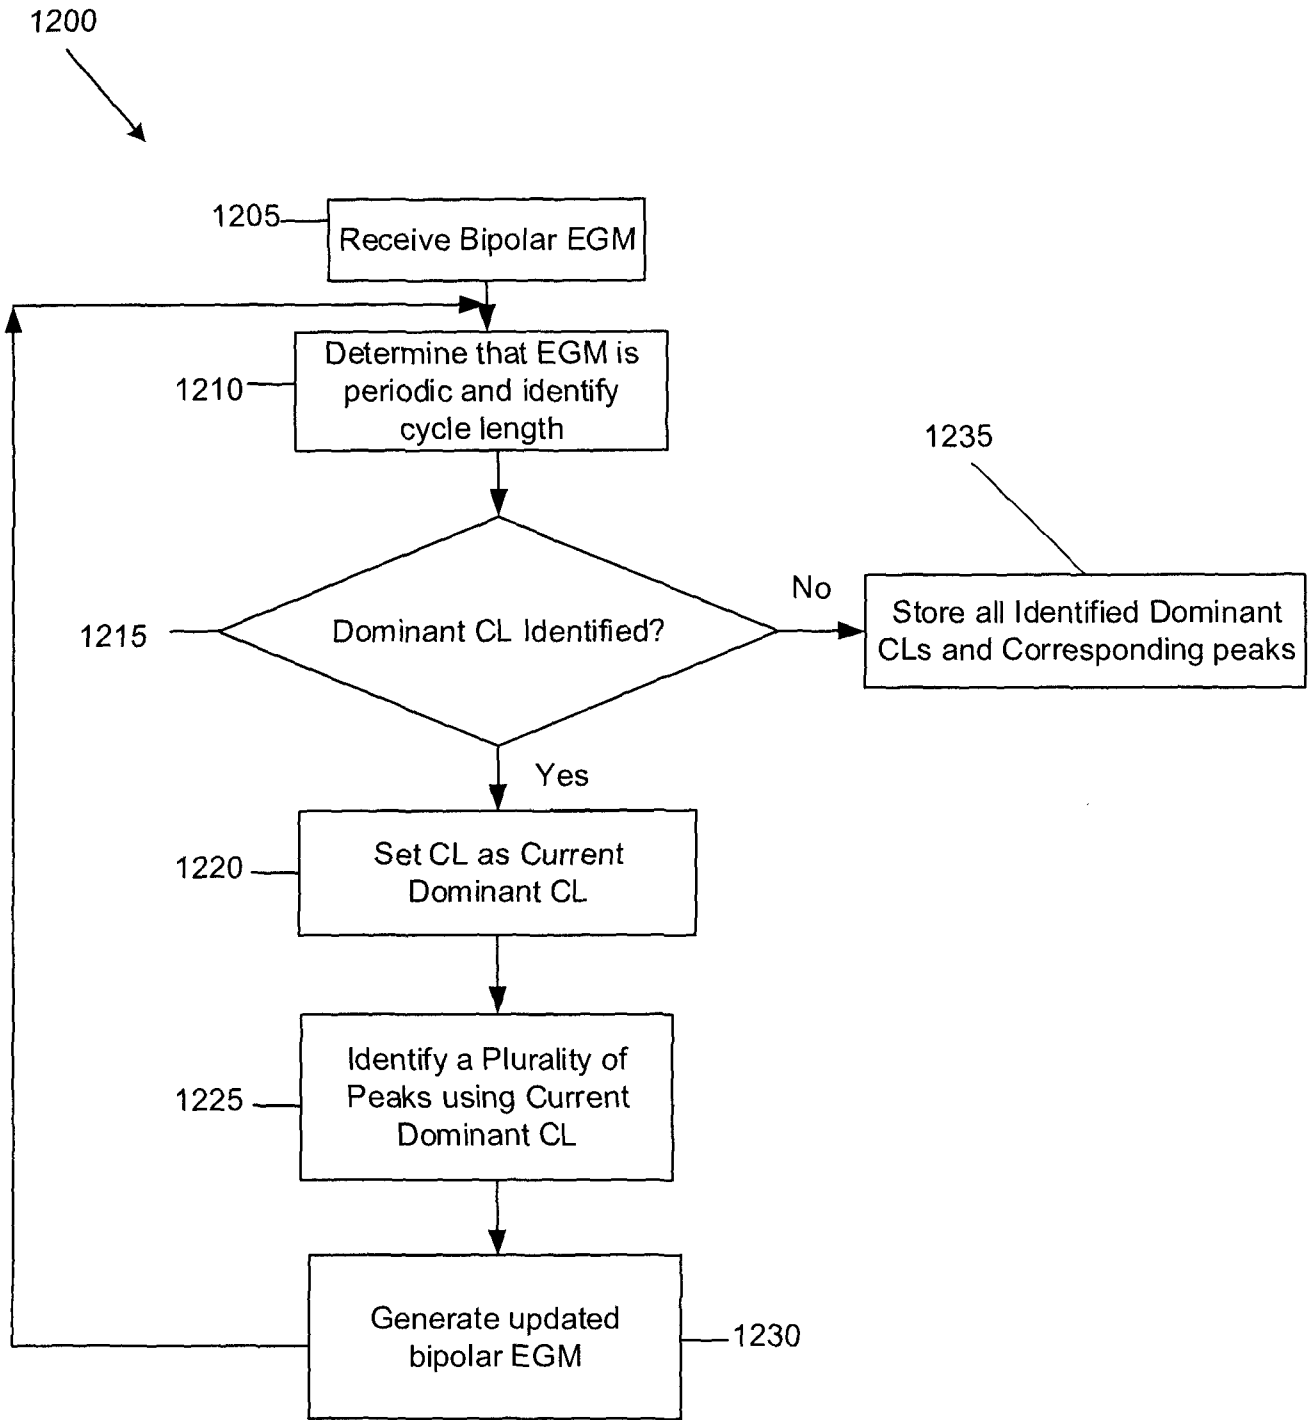 1200
1205
Receive Bipolar EGM
1210
Determine that EGM is
periodic and identify
cycle length
1215
Dominant CL Identified?
No
1235
Store all Identified Dominant
CLs and Corresponding peaks
Yes
1220
Set CL as Current
Dominant CL
1225
Identify a Plurality of
Peaks using Current
Dominant CL
Generate updated
bipolar EGM
1230